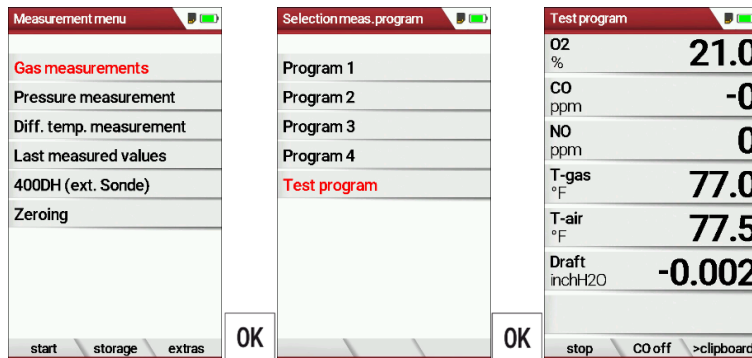 Measurement menu
Gas measurements
Pressure measurement
Diff. temp. measurement
Last measured values
400DH (ext. Sonde)
Zeroing
start storage extras
OK
Selection meas.program
Program 1
Program 2
Program 3
Program 4
Test program
OK
Test program
O2 21.0
%
CO -0
ppm
NO 0
ppm
T-gas 77.0
°F
T-air 77.5
°F
Draft -0.002
inchH2O
stop CO off >clipboard